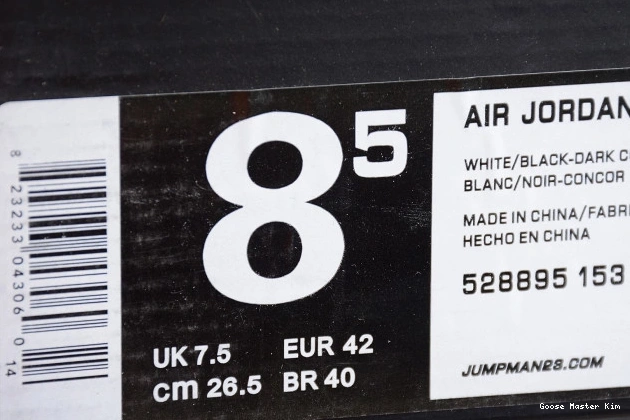 8 5
UK 7.5 EUR 42
cm 26.5 BR 40
8 23233 04306 0 14
AIR JORDAN
WHITE/BLACK-DARK C
BLANC/NOIR-CONCOR
MADE IN CHINA/FABRI
HECHO EN CHINA
528895 153
JUMPMAN23.COM
Goose Master Kim